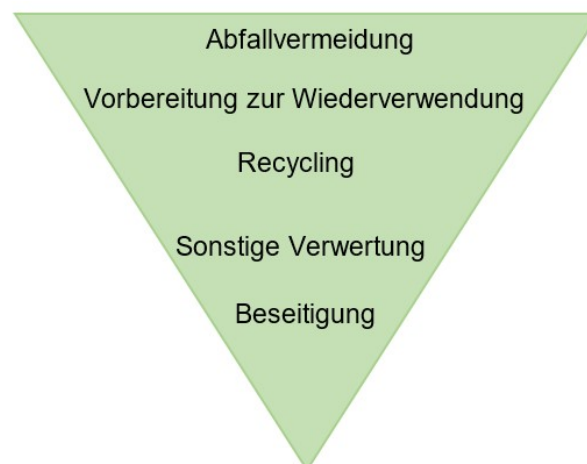 Abfallvermeidung
Vorbereitung zur Wiederverwendung
Recycling
Sonstige Verwertung
Beseitigung